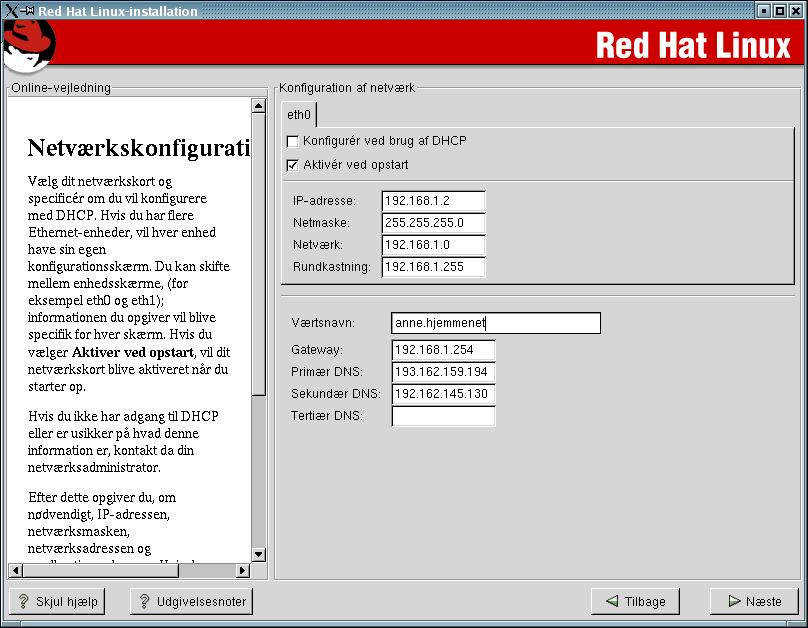 Red Hat Linux-installation
Red Hat Linux
Online-vejledning
Netværkskonfigurati
Vælg dit netværkskort og
specificér om du vil konfigurere
med DHCP. Hvis du har flere
Ethernet-enheder, vil hver enhed
have sin egen
konfigurationsskærm. Du kan skifte
mellem enhedsskærme, (for
eksempel eth0 og eth1);
informationen du opgiver vil blive
specifik for hver skærm. Hvis du
vælger Aktiver ved opstart, vil dit
netværkskort blive aktiveret når du
starter op.
Hvis du ikke har adgang til DHCP
eller er usikker på hvad denne
information er, kontakt da din
netværksadministrator.
Efter dette opgiver du, om
nødvendigt, IP-adressen,
netværksmasken,
netværksadressen og
Konfiguration af netværk
eth0
Konfigurér ved brug af DHCP
Aktivér ved opstart
IP-adresse: 192.168.1.2
Netmaske: 255.255.255.0
Netværk: 192.168.1.0
Rundkastning: 192.168.1.255
Værtsnavn: anne.hjemmenet
Gateway: 192.168.1.254
Primær DNS: 193.162.159.194
Sekundær DNS: 192.162.145.130
Tertiær DNS:
Skjul hjælp
Udgivelsesnoter
Tilbage
Næste